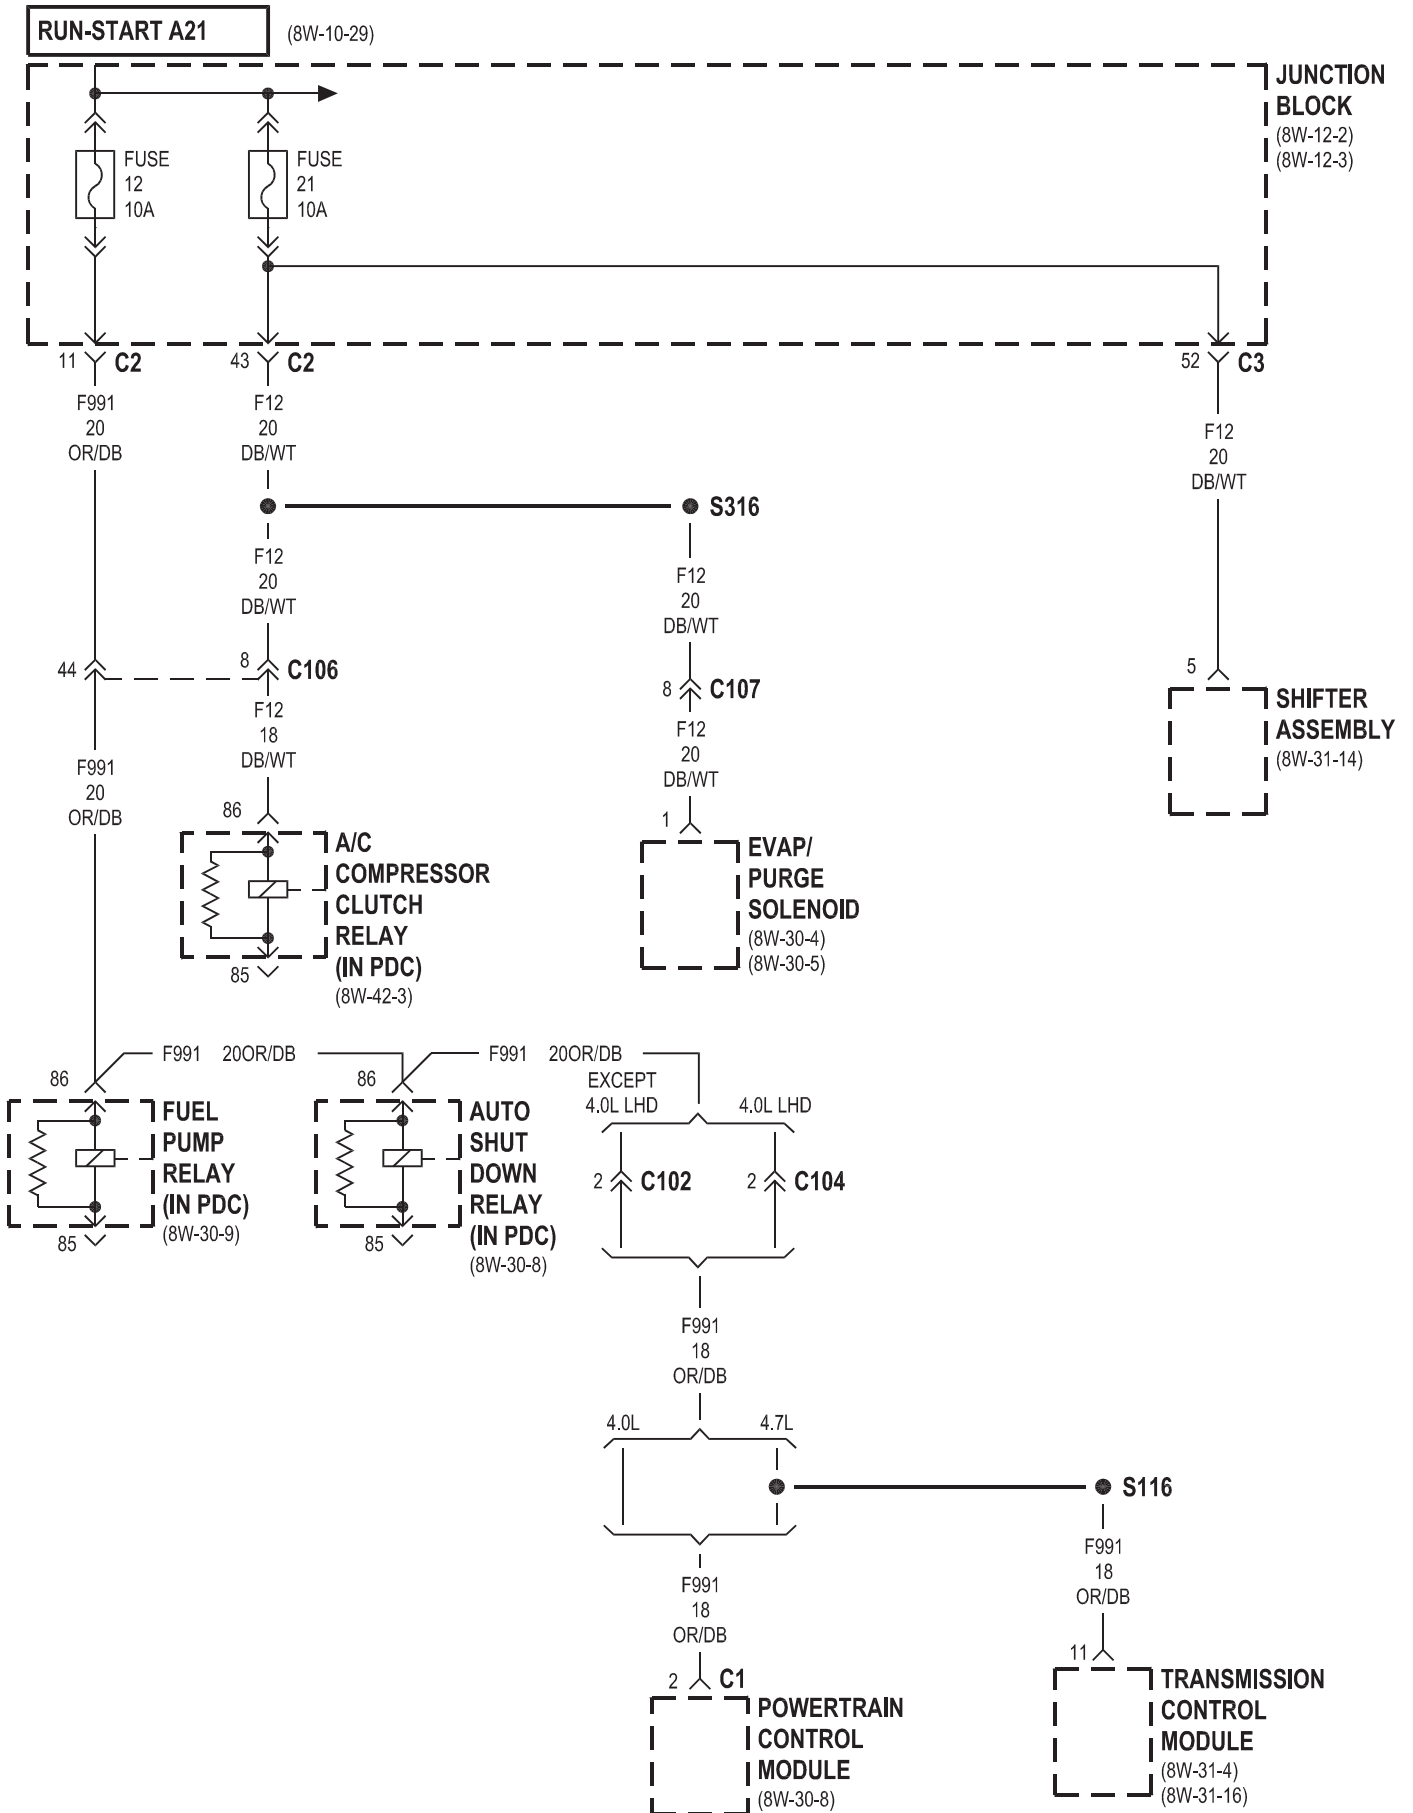 RUN-START A21
(8W-10-29)
JUNCTION
BLOCK
(8W-12-2)
(8W-12-3)
FUSE
12
10A
FUSE
21
10A
11
C2
43
C2
52
C3
F991
20
OR/DB
F12
20
DB/WT
F12
20
DB/WT
S316
F12
20
DB/WT
F12
20
DB/WT
44
8
C106
8
C107
5
SHIFTER
ASSEMBLY
(8W-31-14)
F12
18
DB/WT
F12
20
DB/WT
F991
20
OR/DB
86
A/C
COMPRESSOR
CLUTCH
RELAY
(IN PDC)
(8W-42-3)
85
1
EVAP/
PURGE
SOLENOID
(8W-30-4)
(8W-30-5)
F991 20OR/DB
F991 20OR/DB
86
FUEL
PUMP
RELAY
(IN PDC)
(8W-30-9)
85
86
AUTO
SHUT
DOWN
RELAY
(IN PDC)
(8W-30-8)
85
EXCEPT
4.0L LHD
4.0L LHD
2
C102
2
C104
F991
18
OR/DB
4.0L
4.7L
S116
F991
18
OR/DB
F991
18
OR/DB
2
C1
POWERTRAIN
CONTROL
MODULE
(8W-30-8)
11
TRANSMISSION
CONTROL
MODULE
(8W-31-4)
(8W-31-16)